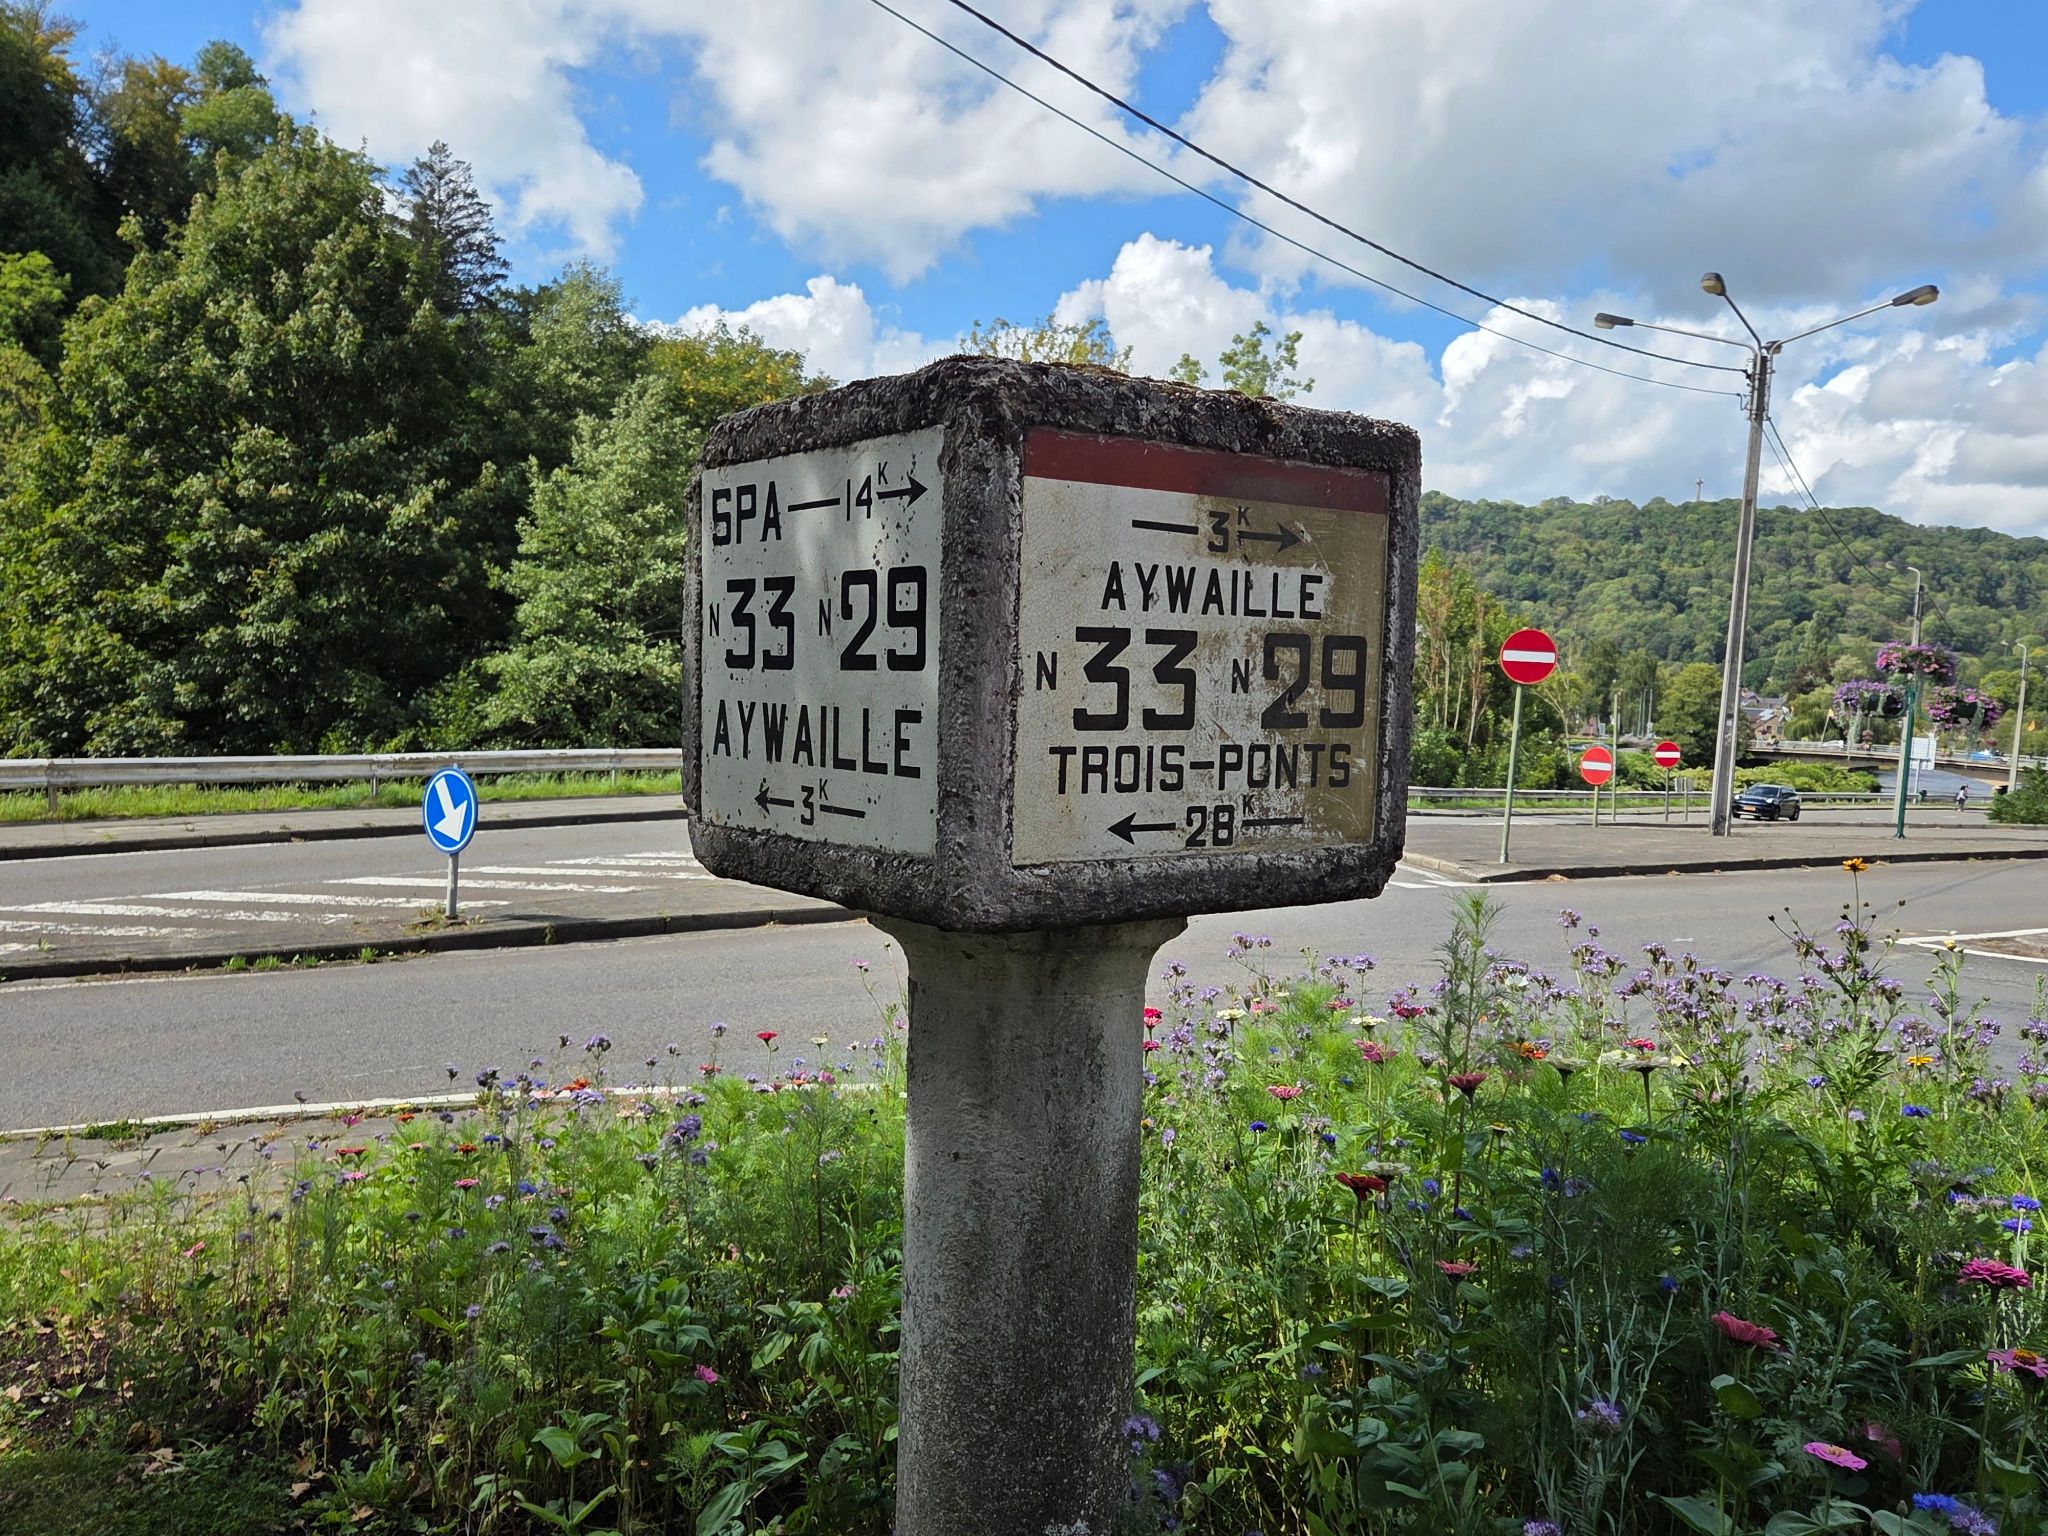 SPA 14K
N33 N29
AYWAILLE
3K
3K
AYWAILLE
N33 N29
TROIS-PONTS
28K